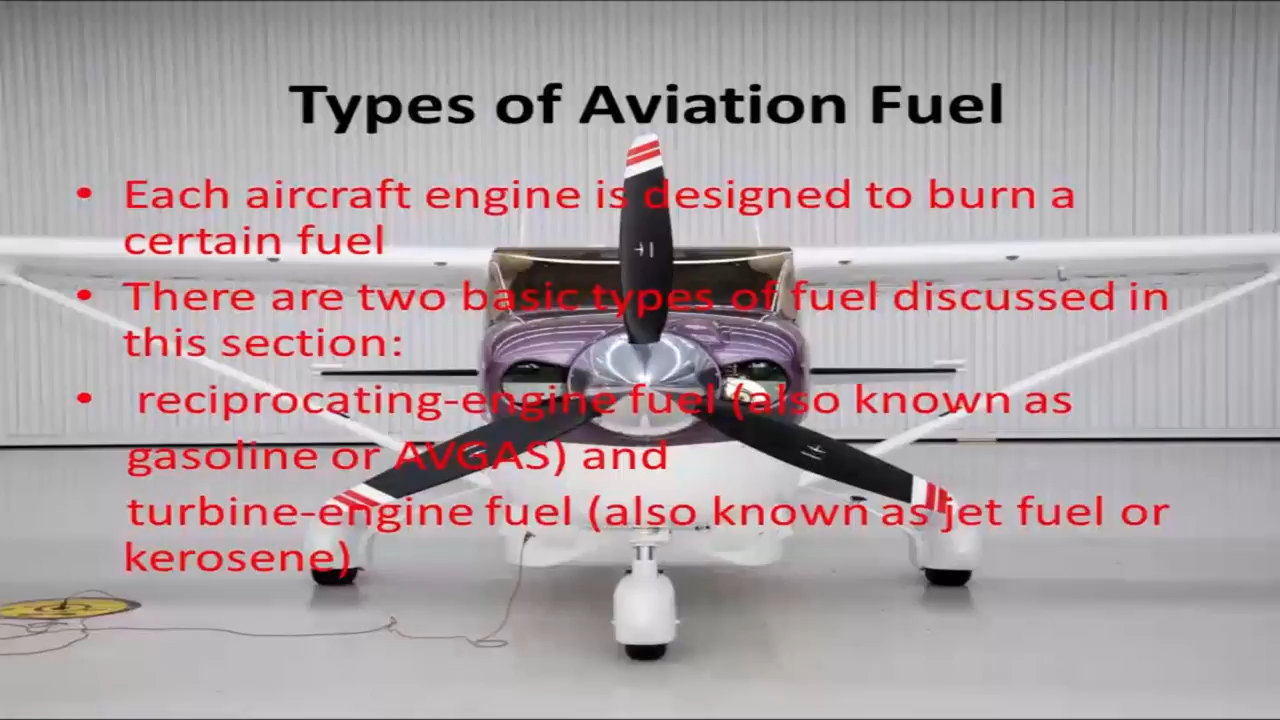 Types of Aviation Fuel
• Each aircraft engine is designed to burn a
certain fuel
• There are two basic types of fuel discussed in
this section:
• reciprocating-engine fuel (also known as
gasoline or AVGAS) and
turbine-engine fuel (also known as jet fuel or
kerosene)